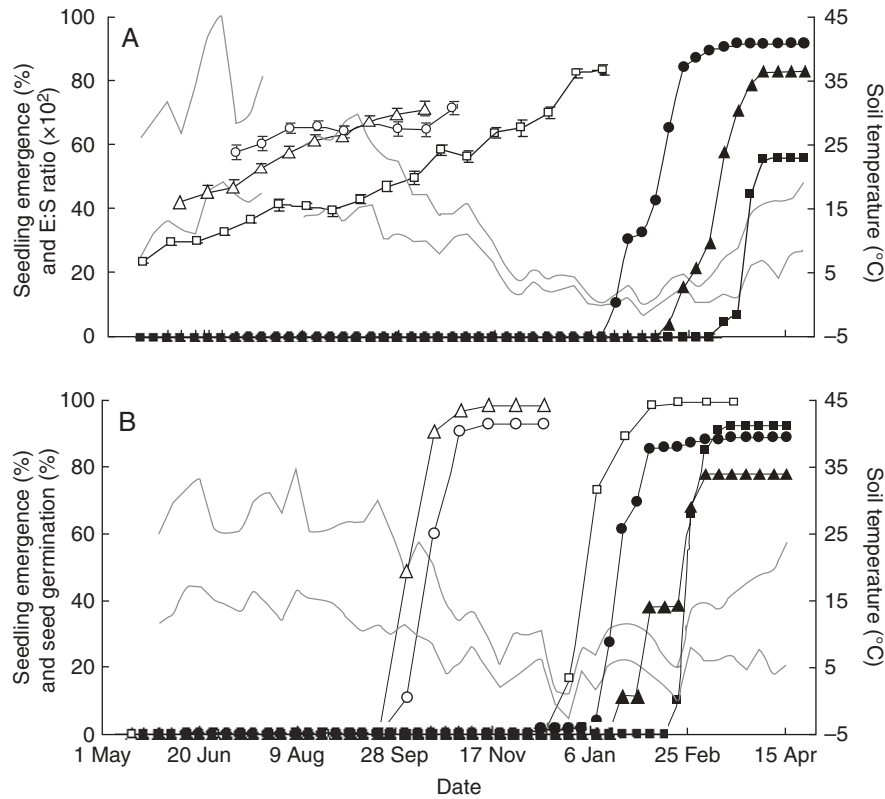 A
100
80
60
40
20
0
Seedling emergence (%)
and E:S ratio (×10²)
45
35
25
15
5
−5
Soil temperature (°C)
B
100
80
60
40
20
0
Seedling emergence (%)
and seed germination (%)
45
35
25
15
5
−5
Soil temperature (°C)
1 May 20 Jun 9 Aug 28 Sep 17 Nov 6 Jan 25 Feb 15 Apr
Date